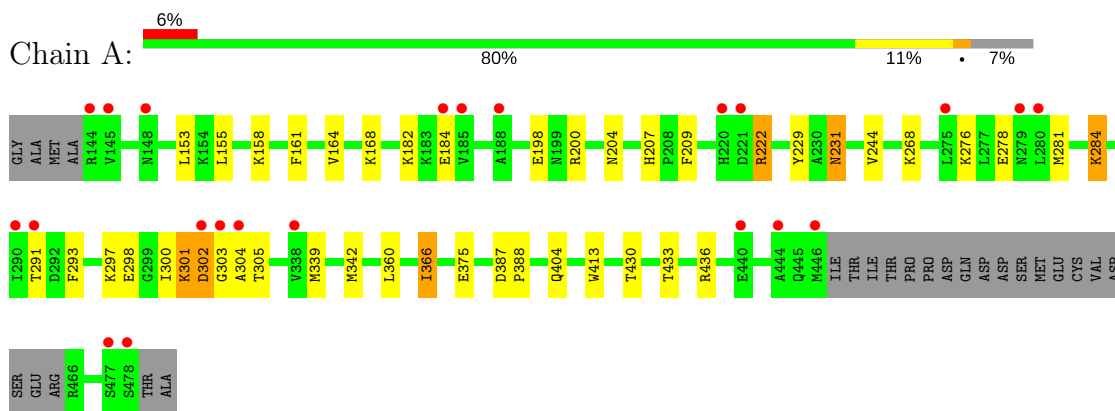 6%
Chain A:
80% 11% • 7%
GLY ALA MET ALA R144 V145 N148 L153 K154 L155 K158 F161 V164 K168 K182 K183 E184 V185 A188 E198 N199 R200 N204 H207 P208 F209 H220 D221 R222 Y229 A230 N231 V244 K268 L275 K276 L277 E278 N279 L280 M281 K284
I290 T291 D292 F293 K297 E298 G299 I300 K301 D302 G303 A304 T305 V338 M339 M342 L360 I366 E375 D387 P388 Q404 W413 T430 T433 R436 E440 A444 Q445 M446 ILE THR ILE THR PRO PRO ASP GLN ASP ASP SER MET GLU CYS VAL ASP
SER GLU ARG R466 S477 S478 THR ALA